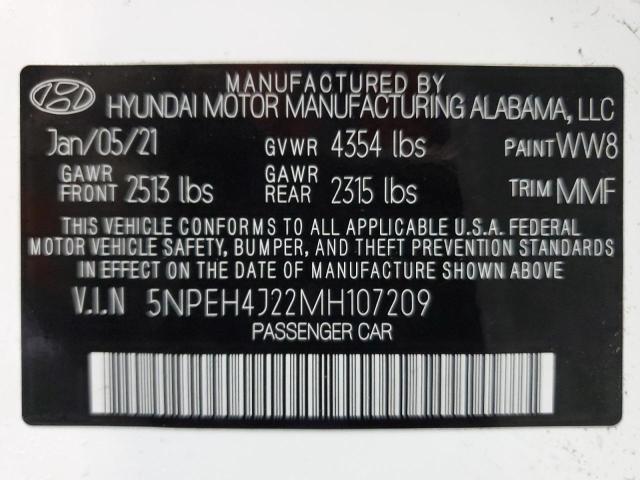 MANUFACTURED BY
HYUNDAI MOTOR MANUFACTURING ALABAMA, LLC
Jan/05/21 GVWR 4354 lbs PAINT WW8
GAWR FRONT 2513 lbs GAWR REAR 2315 lbs TRIM MMF
THIS VEHICLE CONFORMS TO ALL APPLICABLE U.S.A. FEDERAL
MOTOR VEHICLE SAFETY, BUMPER, AND THEFT PREVENTION STANDARDS
IN EFFECT ON THE DATE OF MANUFACTURE SHOWN ABOVE.
V.I.N 5NPEH4J22MH107209
PASSENGER CAR